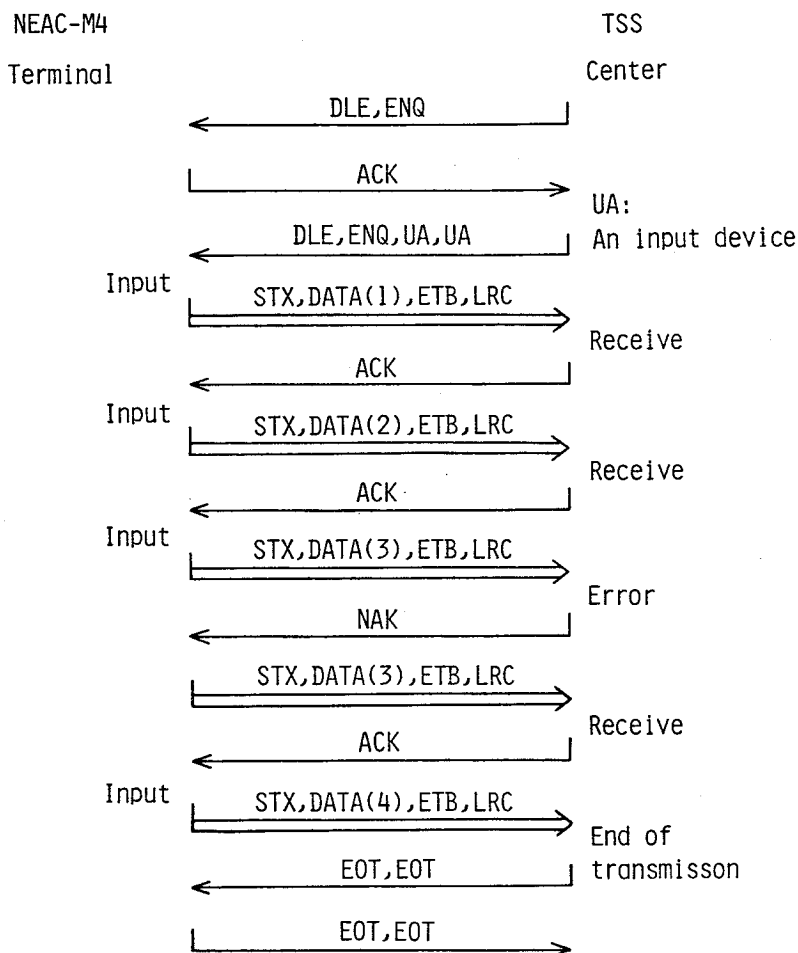 NEAC-M4
TSS
Terminal
Center
DLE,ENQ
ACK
UA:
DLE,ENQ,UA,UA
An input device
Input
STX,DATA(1),ETB,LRC
Receive
ACK
Input
STX,DATA(2),ETB,LRC
Receive
ACK
Input
STX,DATA(3),ETB,LRC
Error
NAK
STX,DATA(3),ETB,LRC
Receive
ACK
Input
STX,DATA(4),ETB,LRC
End of
EOT,EOT
transmisson
EOT,EOT